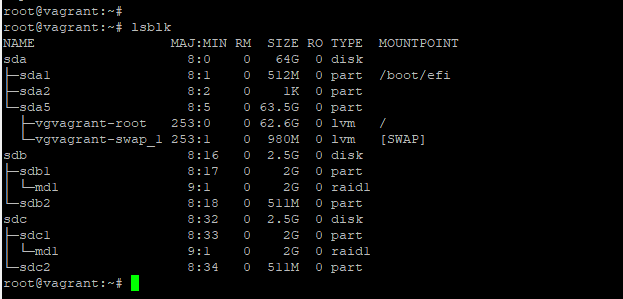 root@vagrant:~#
root@vagrant:~# lsblk
NAME                 MAJ:MIN RM  SIZE RO TYPE  MOUNTPOINT
sda                    8:0    0   64G  0 disk
├─sda1                 8:1    0  512M  0 part  /boot/efi
├─sda2                 8:2    0    1K  0 part
└─sda5                 8:5    0 63.5G  0 part
  ├─vgvagrant-root   253:0    0 62.6G  0 lvm   /
  └─vgvagrant-swap_1 253:1    0  980M  0 lvm   [SWAP]
sdb                    8:16   0  2.5G  0 disk
├─sdb1                 8:17   0    2G  0 part
│ └─md1                9:1    0    2G  0 raid1
└─sdb2                 8:18   0  511M  0 part
sdc                    8:32   0  2.5G  0 disk
├─sdc1                 8:33   0    2G  0 part
│ └─md1                9:1    0    2G  0 raid1
└─sdc2                 8:34   0  511M  0 part
root@vagrant:~#